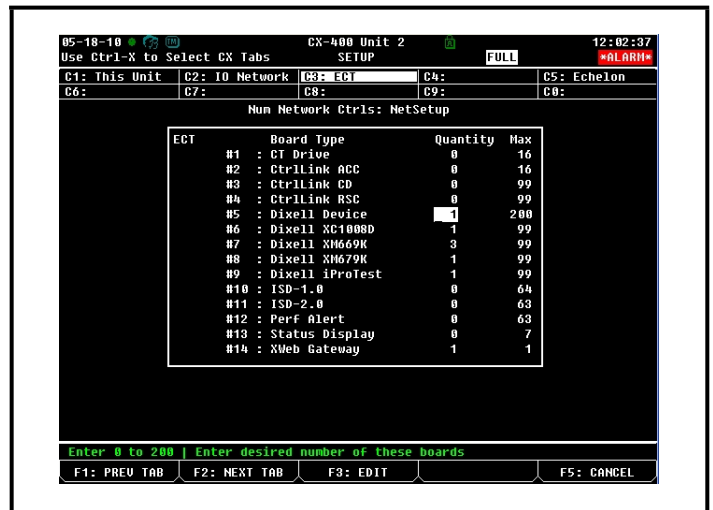 05-18-10 CX-400 Unit 2 12:02:37
Use Ctrl-X to Select CX Tabs SETUP FULL *ALARM*
C1: This Unit C2: IO Network C3: ECT C4: C5: Echelon
C6: C7: C8: C9: C0:
Num Network Ctrls: NetSetup
ECT Board Type Quantity Max
#1 : CT Drive 0 16
#2 : CtrlLink ACC 0 16
#3 : CtrlLink CD 0 99
#4 : CtrlLink RSC 0 99
#5 : Dixell Device 1 200
#6 : Dixell XC1008D 1 99
#7 : Dixell XM669K 3 99
#8 : Dixell XM679K 1 99
#9 : Dixell iProTest 1 99
#10 : ISD-1.0 0 64
#11 : ISD-2.0 0 63
#12 : Perf Alert 0 63
#13 : Status Display 0 7
#14 : XWeb Gateway 1 1
Enter 0 to 200 | Enter desired number of these boards
F1: PREV TAB F2: NEXT TAB F3: EDIT F5: CANCEL